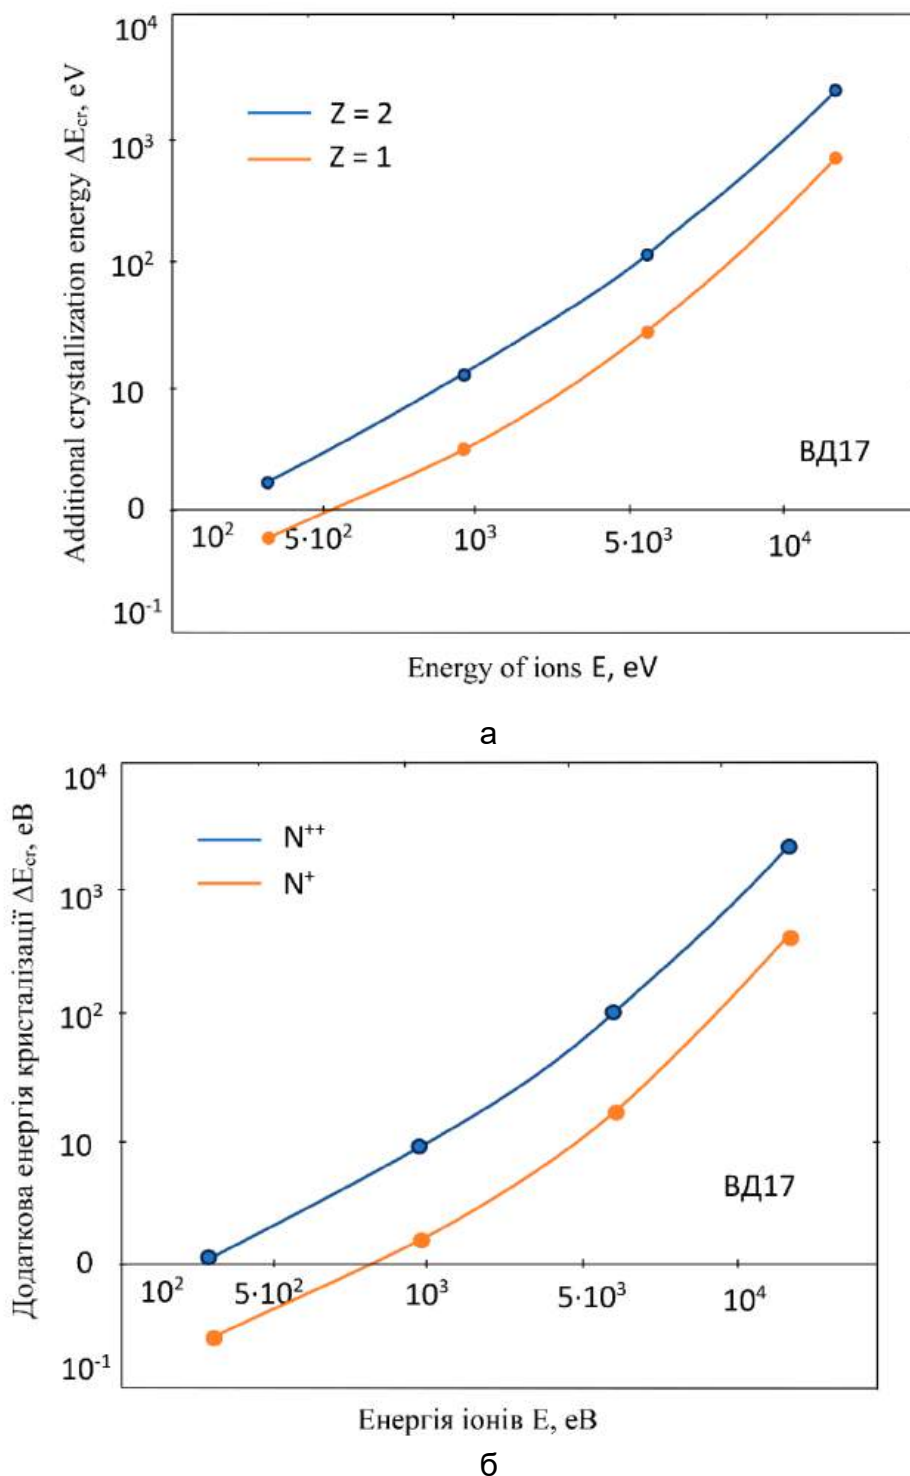 10⁴
Z = 2
Z = 1
10³
10²
10
ВД17
0
10² 5·10² 10³ 5·10³ 10⁴
10⁻¹
Additional crystallization energy ΔE_cr, eV
Energy of ions E, eV
а
10⁴
N⁺⁺
N⁺
10³
10²
10
ВД17
0
10² 5·10² 10³ 5·10³ 10⁴
10⁻¹
Додаткова енергія кристалізації ΔE_cr, еВ
Енергія іонів Е, еВ
б